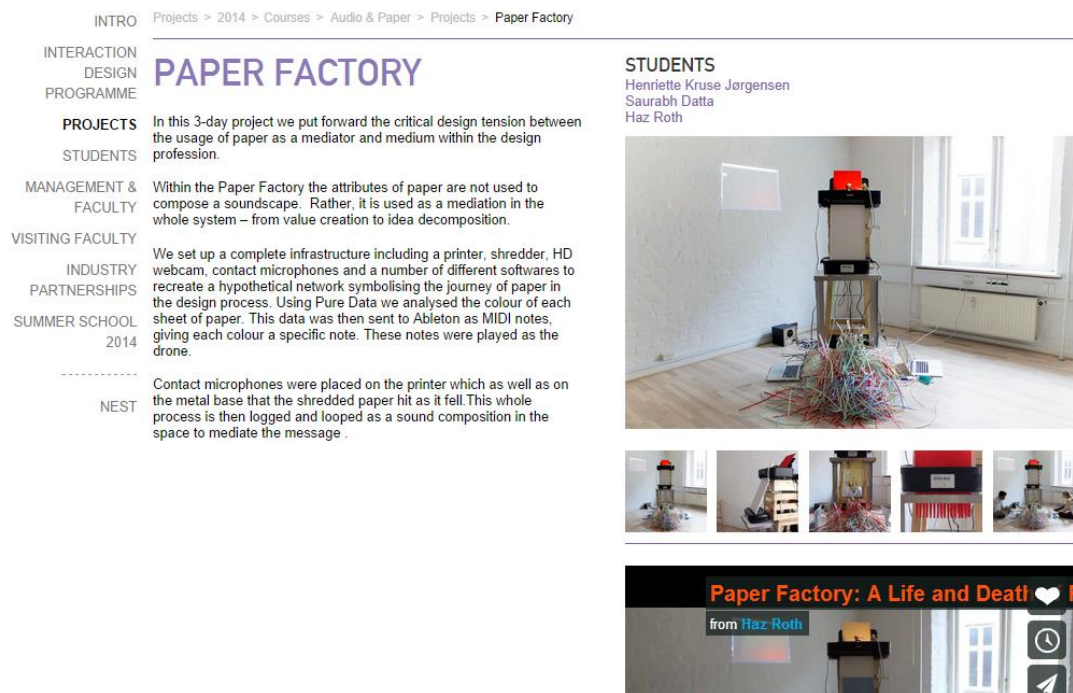 INTRO
INTERACTION
DESIGN
PROGRAMME
PROJECTS
STUDENTS
MANAGEMENT &
FACULTY
VISITING FACULTY
INDUSTRY
PARTNERSHIPS
SUMMER SCHOOL
2014
NEST
Projects > 2014 > Courses > Audio & Paper > Projects > Paper Factory
PAPER FACTORY
In this 3-day project we put forward the critical design tension between
the usage of paper as a mediator and medium within the design
profession.
Within the Paper Factory the attributes of paper are not used to
compose a soundscape. Rather, it is used as a mediation in the
whole system – from value creation to idea decomposition.
We set up a complete infrastructure including a printer, shredder, HD
webcam, contact microphones and a number of different softwares to
recreate a hypothetical network symbolising the journey of paper in
the design process. Using Pure Data we analysed the colour of each
sheet of paper. This data was then sent to Ableton as MIDI notes,
giving each colour a specific note. These notes were played as the
drone.
Contact microphones were placed on the printer which as well as on
the metal base that the shredded paper hit as it fell.This whole
process is then logged and looped as a sound composition in the
space to mediate the message .
STUDENTS
Henriette Kruse Jørgensen
Saurabh Datta
Haz Roth
Paper Factory: A Life and Death
from Haz Roth